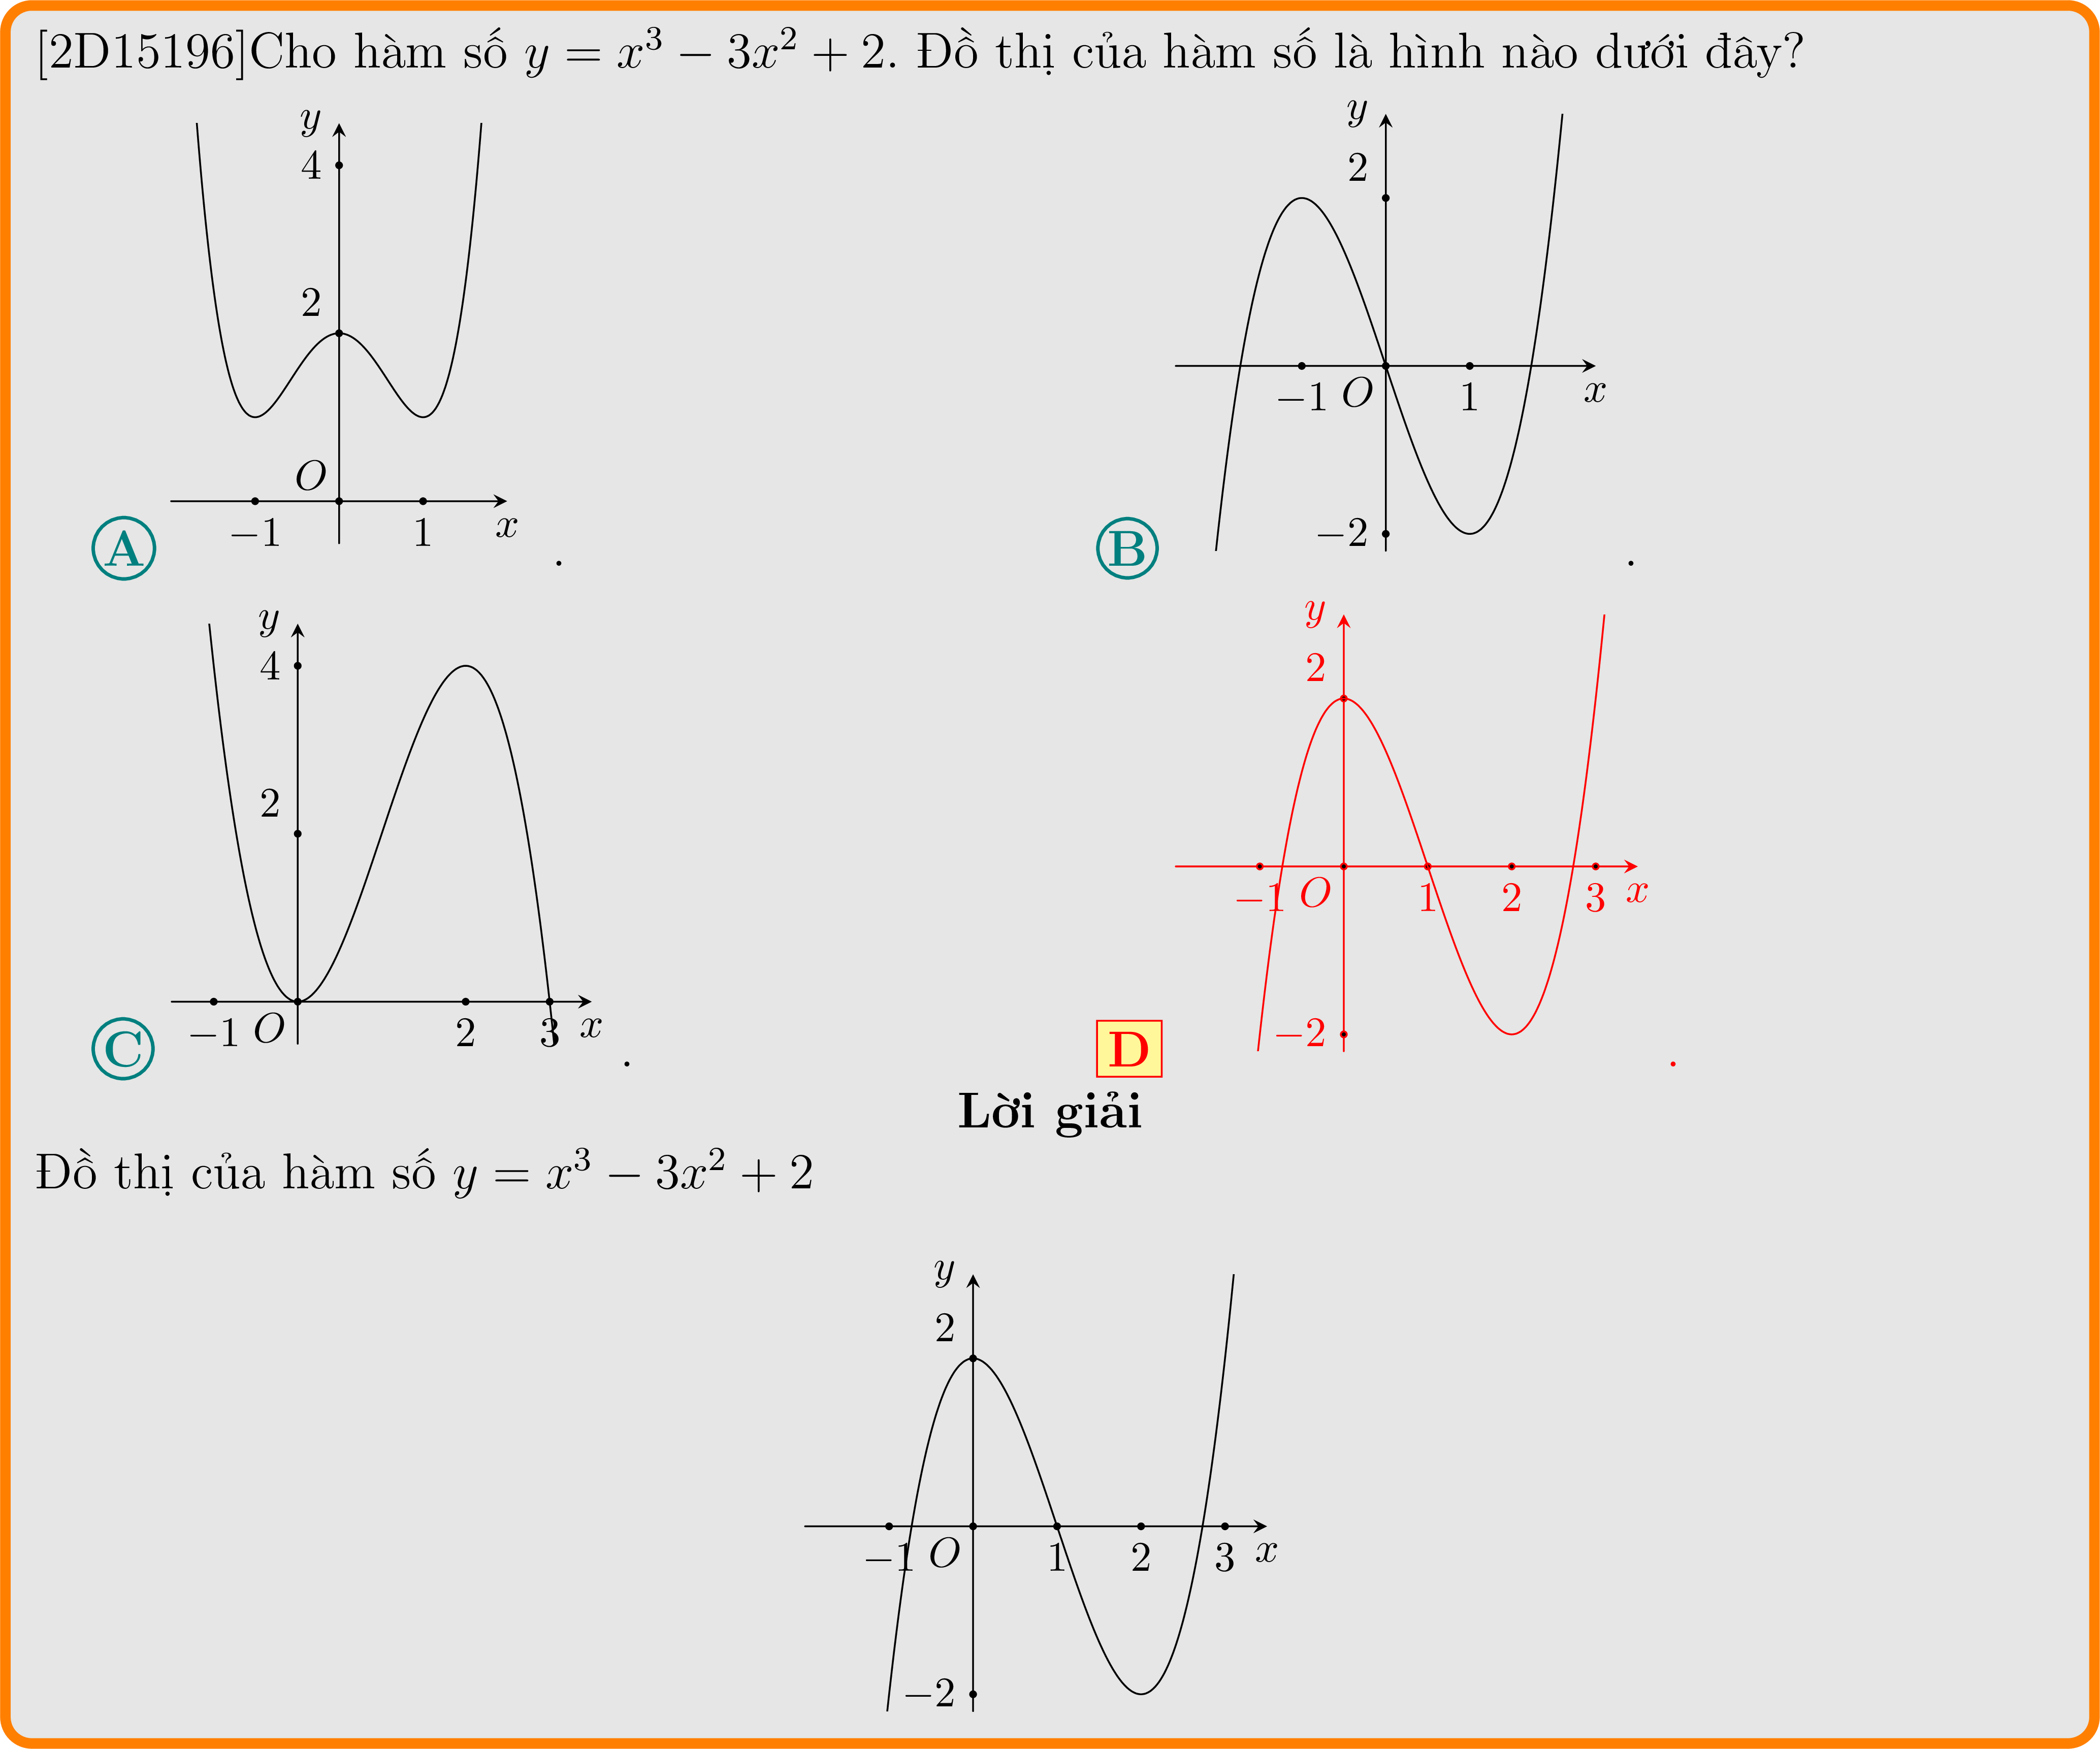 [2D15196]Cho hàm số y = x³ − 3x² + 2. Đồ thị của hàm số là hình nào dưới đây?
y
4
2
O
−1
1
x
A
.
y
2
−1
O
1
x
−2
B
.
y
4
2
−1
O
2
3
x
C
.
y
2
−1
O
1
2
3
x
−2
D
.
Lời giải
Đồ thị của hàm số y = x³ − 3x² + 2
y
2
−1
O
1
2
3
x
−2